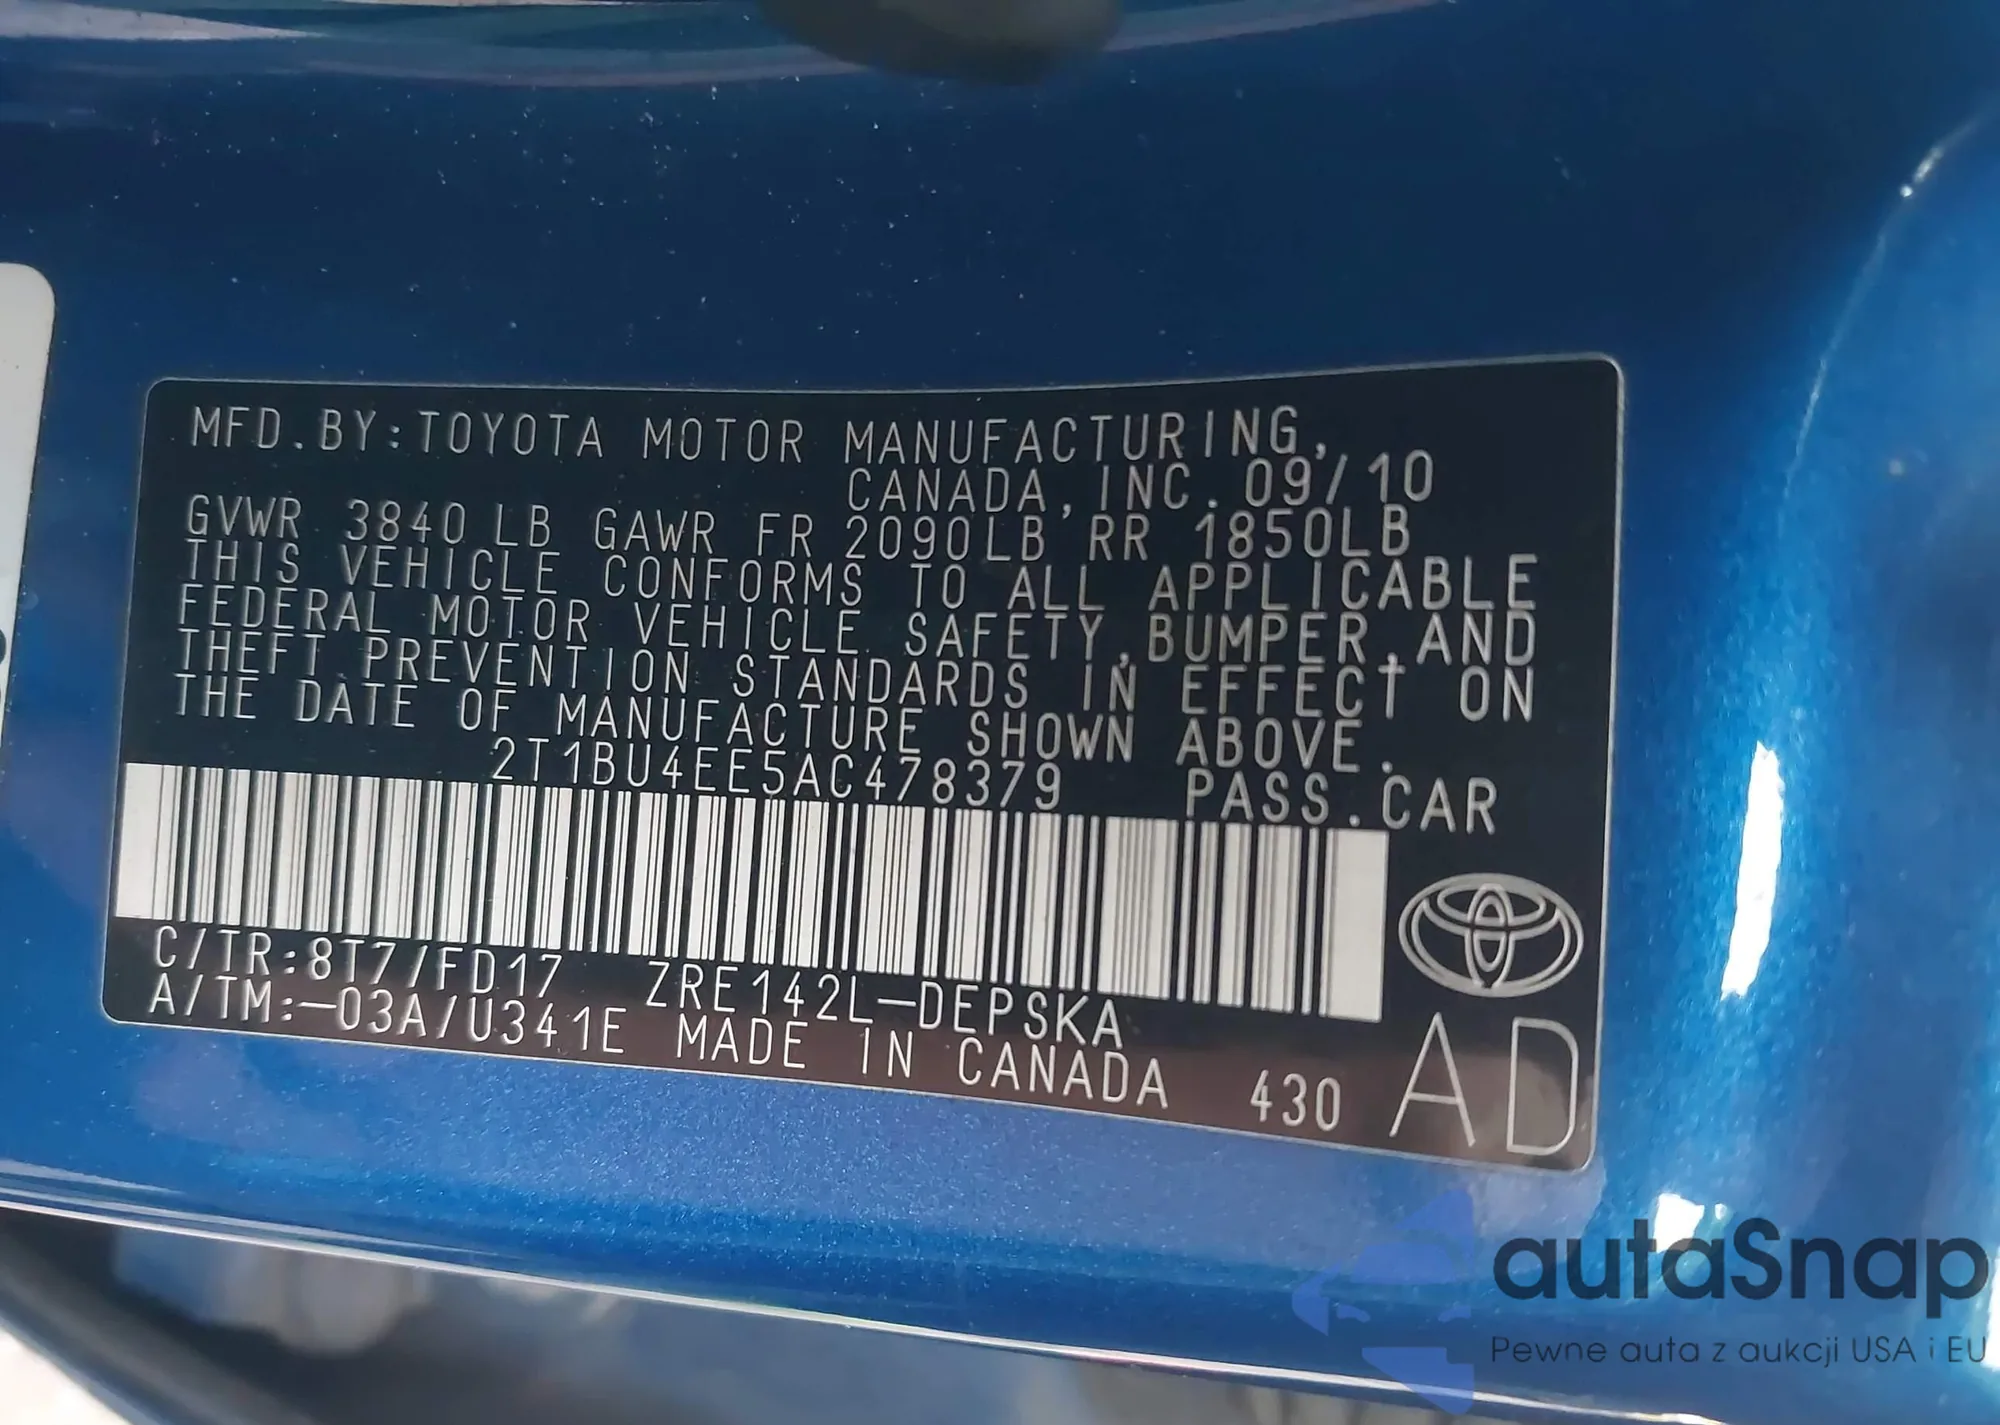 MFD.BY:TOYOTA MOTOR MANUFACTURING,
CANADA,INC. 09/10
GVWR 3840LB GAWR FR 2090LB RR 1850LB
THIS VEHICLE CONFORMS TO ALL APPLICABLE
FEDERAL MOTOR VEHICLE SAFETY,BUMPER,AND
THEFT PREVENTION STANDARDS IN EFFECT ON
THE DATE OF MANUFACTURE SHOWN ABOVE.
2T1BU4EE5AC478379 PASS.CAR
C/TR:8T7/FD17 ZRE142L-DEPSKA
A/TM:-03A/U341E MADE IN CANADA 430 AD
autaSnap
Pewne auta z aukcji USA i EU